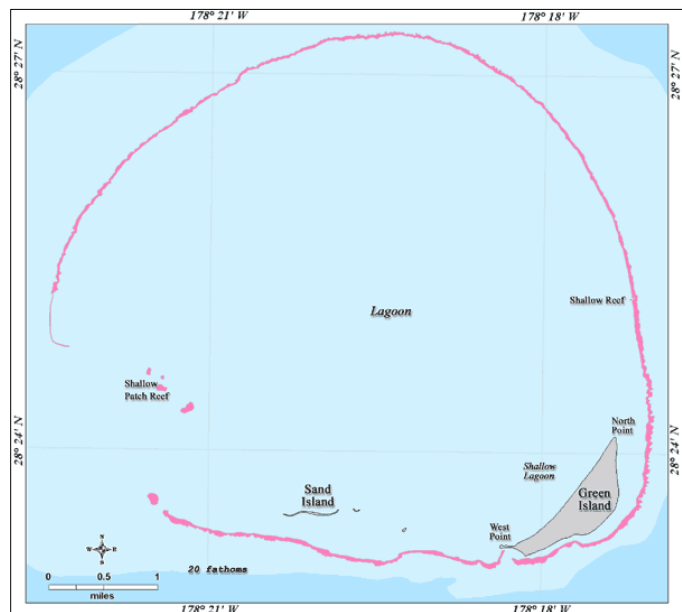 178° 21' W
178° 18' W
28° 27' N
28° 27' N
Lagoon
Shallow Reef
Shallow
Patch Reef
North
Point
Shallow
Lagoon
28° 24' N
28° 24' N
Sand
Island
Green
Island
West
Point
N
W
E
S
20 fathoms
0 0.5 1
miles
178° 21' W
178° 18' W